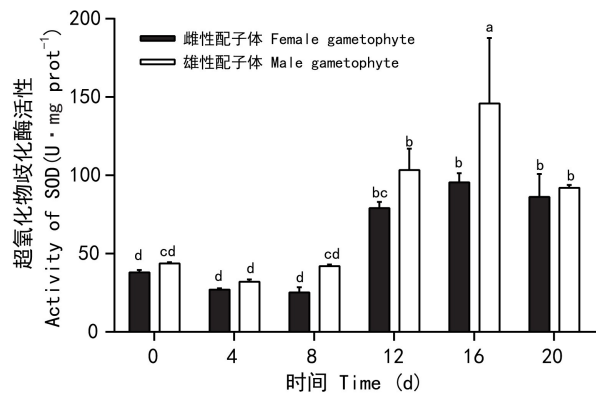 超氧化物歧化酶活性
Activity of SOD(U·mg prot⁻¹)
200
150
100
50
0
雌性配子体 Female gametophyte
雄性配子体 Male gametophyte
d
cd
d
d
d
cd
bc
b
b
a
b
b
0
4
8
12
16
20
时间 Time (d)